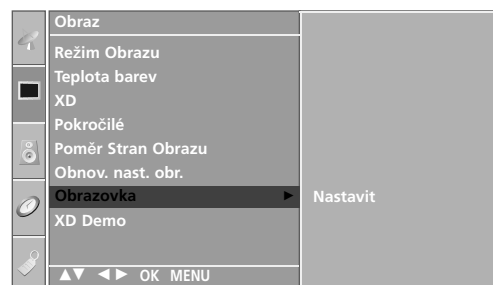 Obraz
Režim Obrazu
Teplota barev
XD
Pokročilé
Poměr Stran Obrazu
Obnov. nast. obr.
Obrazovka ► Nastavit
XD Demo
▲▼ ◄► OK MENU